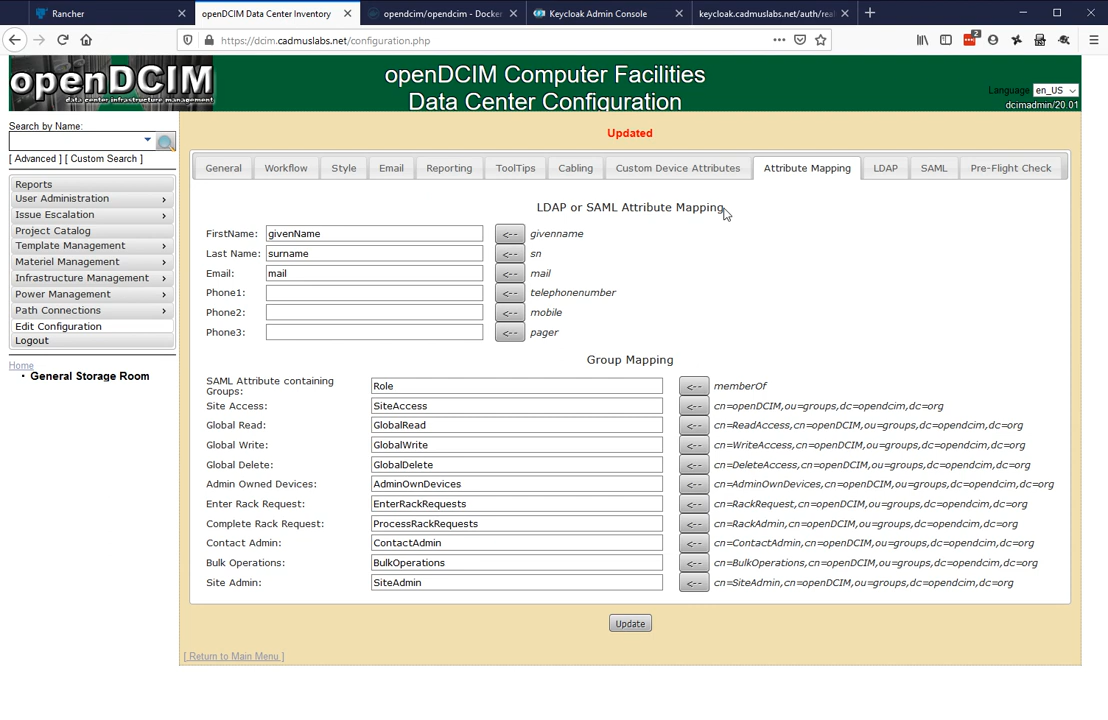 Rancher
openDCIM Data Center Inventory
opendcim/opendcim - Docker
Keycloak Admin Console
keycloak.cadmuslabs.net/auth/real
https://dcim.cadmuslabs.net/configuration.php
2
openDCIM
data center infrastructure management
openDCIM Computer Facilities
Data Center Configuration
Language en_US
dcimadmin/20.01
Search by Name:
[ Advanced ] [ Custom Search ]
Reports
User Administration
Issue Escalation
Project Catalog
Template Management
Materiel Management
Infrastructure Management
Power Management
Path Connections
Edit Configuration
Logout
Home
General Storage Room
Updated
General Workflow Style Email Reporting ToolTips Cabling Custom Device Attributes Attribute Mapping LDAP SAML Pre-Flight Check
LDAP or SAML Attribute Mapping
FirstName: givenName <-- givenname
Last Name: surname <-- sn
Email: mail <-- mail
Phone1: <-- telephonenumber
Phone2: <-- mobile
Phone3: <-- pager
Group Mapping
SAML Attribute containing
Groups: Role <-- memberOf
Site Access: SiteAccess <-- cn=openDCIM,ou=groups,dc=opendcim,dc=org
Global Read: GlobalRead <-- cn=ReadAccess,cn=openDCIM,ou=groups,dc=opendcim,dc=org
Global Write: GlobalWrite <-- cn=WriteAccess,cn=openDCIM,ou=groups,dc=opendcim,dc=org
Global Delete: GlobalDelete <-- cn=DeleteAccess,cn=openDCIM,ou=groups,dc=opendcim,dc=org
Admin Owned Devices: AdminOwnDevices <-- cn=AdminOwnDevices,cn=openDCIM,ou=groups,dc=opendcim,dc=org
Enter Rack Request: EnterRackRequests <-- cn=RackRequest,cn=openDCIM,ou=groups,dc=opendcim,dc=org
Complete Rack Request: ProcessRackRequests <-- cn=RackAdmin,cn=openDCIM,ou=groups,dc=opendcim,dc=org
Contact Admin: ContactAdmin <-- cn=ContactAdmin,cn=openDCIM,ou=groups,dc=opendcim,dc=org
Bulk Operations: BulkOperations <-- cn=BulkOperations,cn=openDCIM,ou=groups,dc=opendcim,dc=org
Site Admin: SiteAdmin <-- cn=SiteAdmin,cn=openDCIM,ou=groups,dc=opendcim,dc=org
Update
[ Return to Main Menu ]